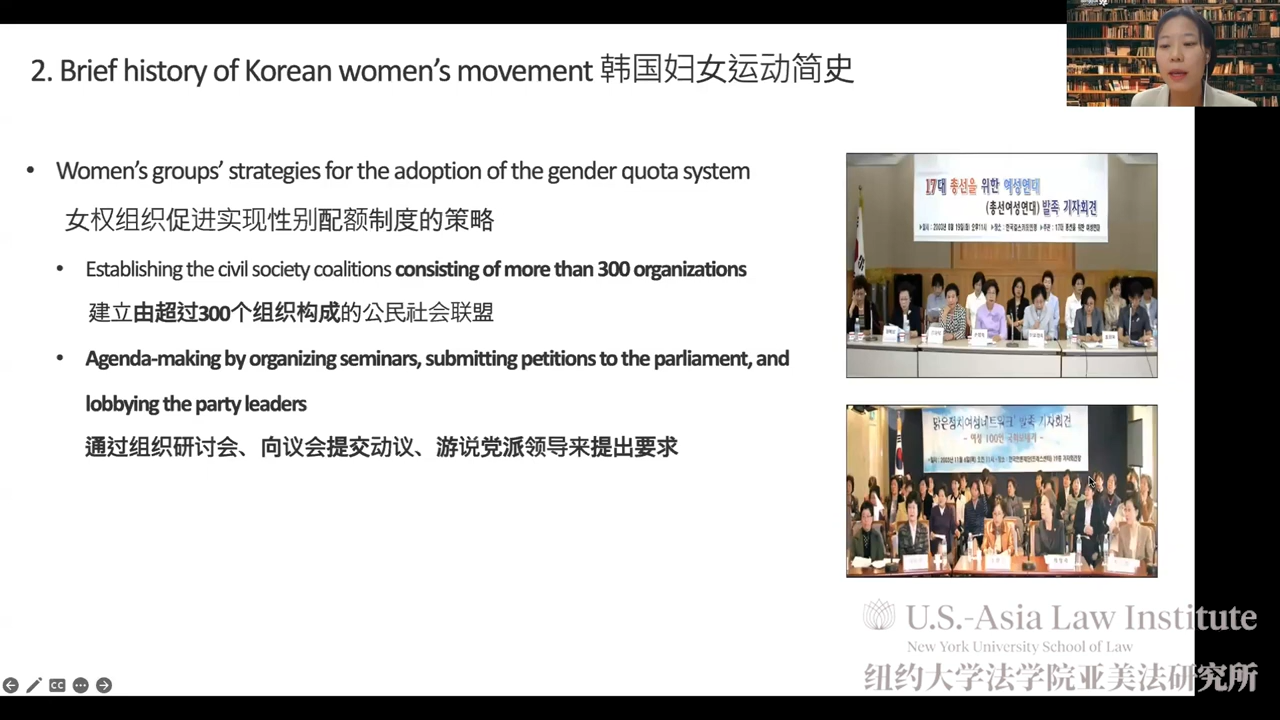 2. Brief history of Korean women's movement 韩国妇女运动简史
• Women's groups' strategies for the adoption of the gender quota system
女权组织促进实现性别配额制度的策略
• Establishing the civil society coalitions consisting of more than 300 organizations
建立由超过300个组织构成的公民社会联盟
• Agenda-making by organizing seminars, submitting petitions to the parliament, and
lobbying the party leaders
通过组织研讨会、向议会提交动议、游说党派领导来提出要求
17대 총선을 위한 여성연대
(총선여성연대) 발족 기자회견
맑은정치여성네트워크' 발족 기자회견
U.S.-Asia Law Institute
New York University School of Law
纽约大学法学院亚美法研究所
CC